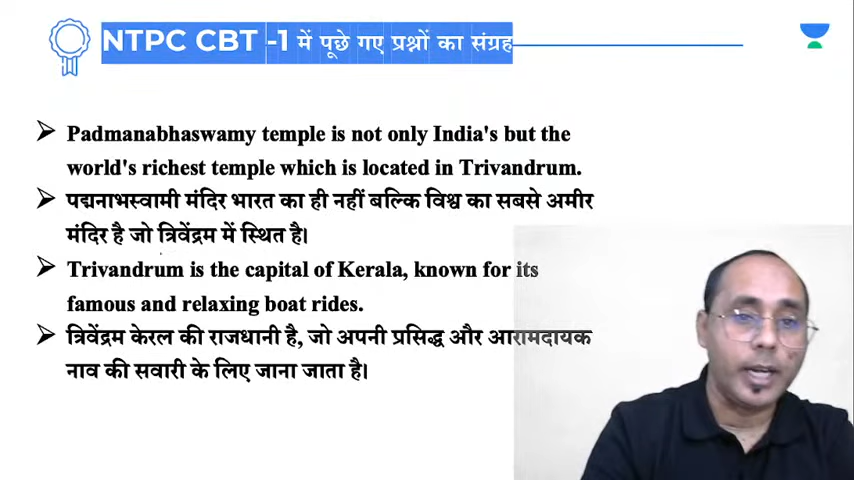 NTPC CBT -1 में पूछे गए प्रश्नों का संग्रह
Padmanabhaswamy temple is not only India's but the
world's richest temple which is located in Trivandrum.
पद्मनाभस्वामी मंदिर भारत का ही नहीं बल्कि विश्व का सबसे अमीर
मंदिर है जो त्रिवेंद्रम में स्थित है।
Trivandrum is the capital of Kerala, known for its
famous and relaxing boat rides.
त्रिवेंद्रम केरल की राजधानी है, जो अपनी प्रसिद्ध और आरामदायक
नाव की सवारी के लिए जाना जाता है।